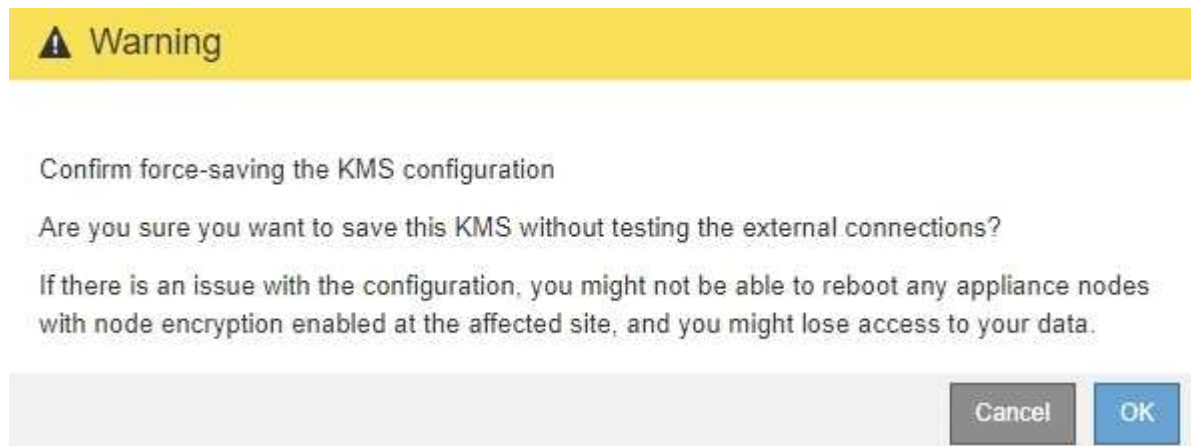 Warning
Confirm force-saving the KMS configuration
Are you sure you want to save this KMS without testing the external connections?
If there is an issue with the configuration, you might not be able to reboot any appliance nodes
with node encryption enabled at the affected site, and you might lose access to your data.
Cancel OK